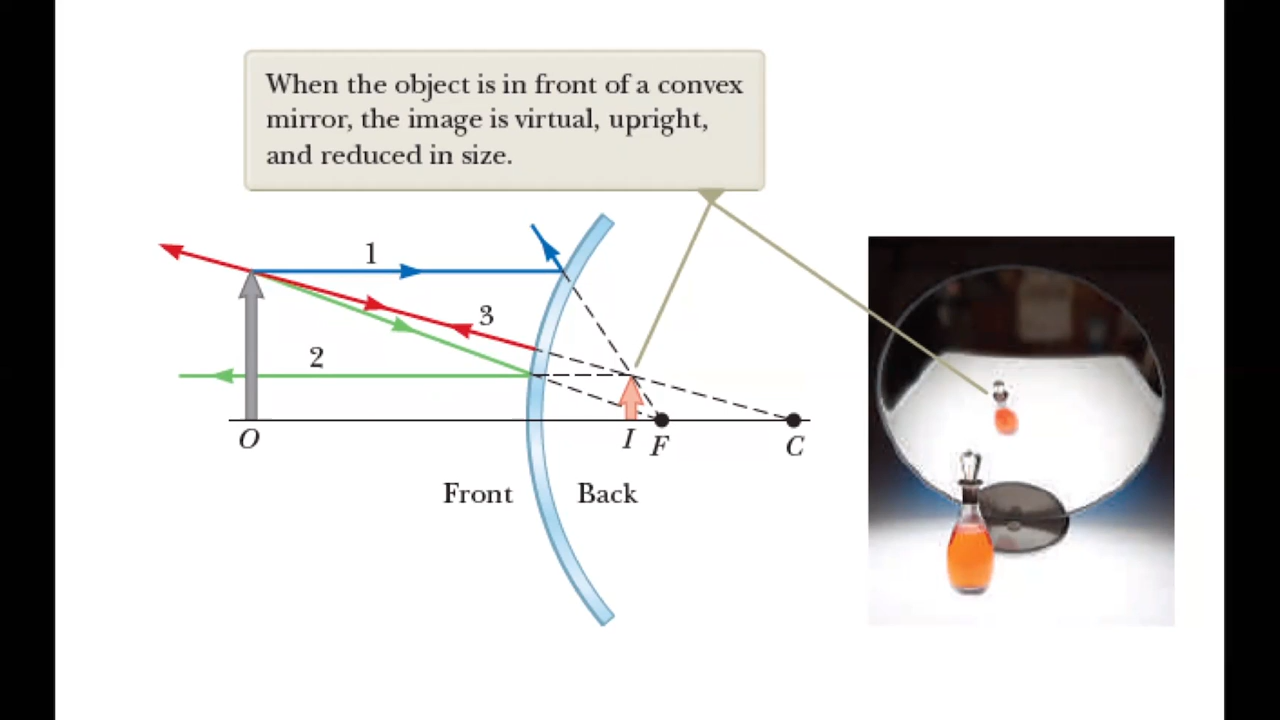 When the object is in front of a convex
mirror, the image is virtual, upright,
and reduced in size.
1
3
2
O
I
F
C
Front
Back